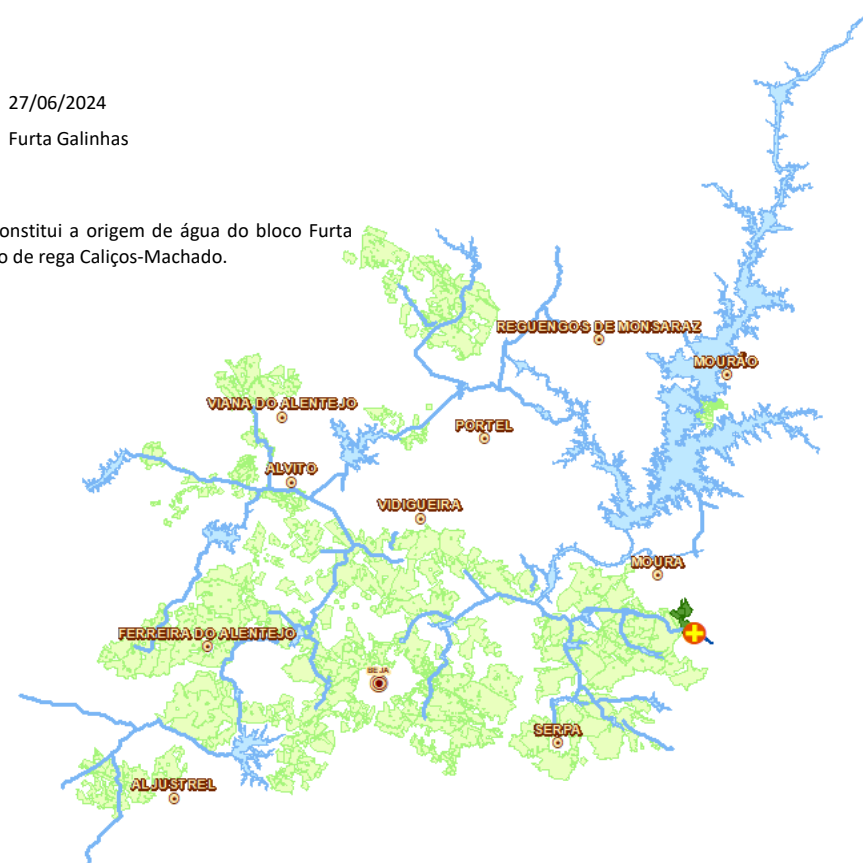 27/06/2024
Furta Galinhas
onstitui a origem de água do bloco Furta
o de rega Caliços-Machado.
REGUENGOS DE MONSARAZ
MOURÃO
VIANA DO ALENTEJO
PORTEL
ALVITO
VIDIGUEIRA
MOURA
FERREIRA DO ALENTEJO
BEJA
SERPA
ALJUSTREL